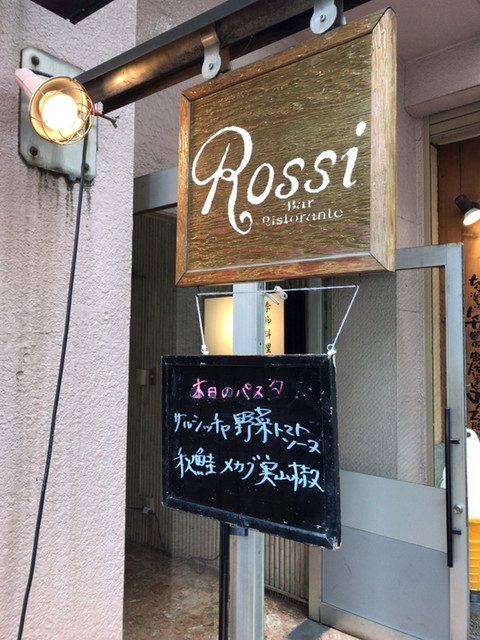 Rossi
Bar
Ristorante
本日のパスタ
サルシッチャ 野菜トマト
ソース
秋鮭 メカブ 実山椒